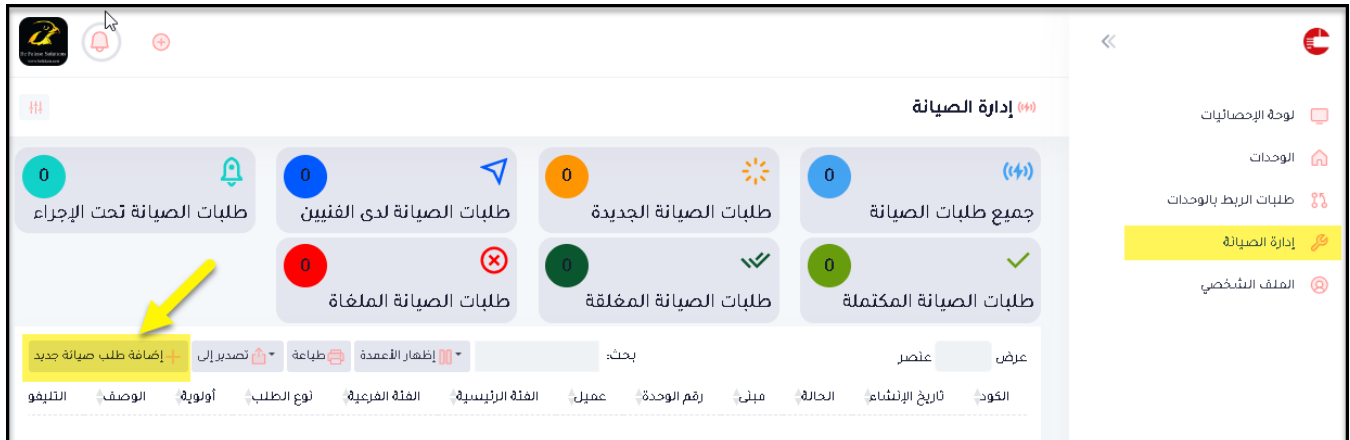 إدارة الصيانة
لوحة الإحصائيات
الوحدات
طلبات الربط بالوحدات
إدارة الصيانة
الملف الشخصي
0
جميع طلبات الصيانة
0
طلبات الصيانة الجديدة
0
طلبات الصيانة لدى الفنيين
0
طلبات الصيانة تحت الإجراء
0
طلبات الصيانة المكتملة
0
طلبات الصيانة المغلقة
0
طلبات الصيانة الملغاة
عرض عنصر بحث: إظهار الأعمدة طباعة تصدير إلى إضافة طلب صيانة جديد
الكود تاريخ الإنشاء الحالة مبنى رقم الوحدة عميل الفئة الرئيسية الفئة الفرعية نوع الطلب أولوية الوصف التليفو